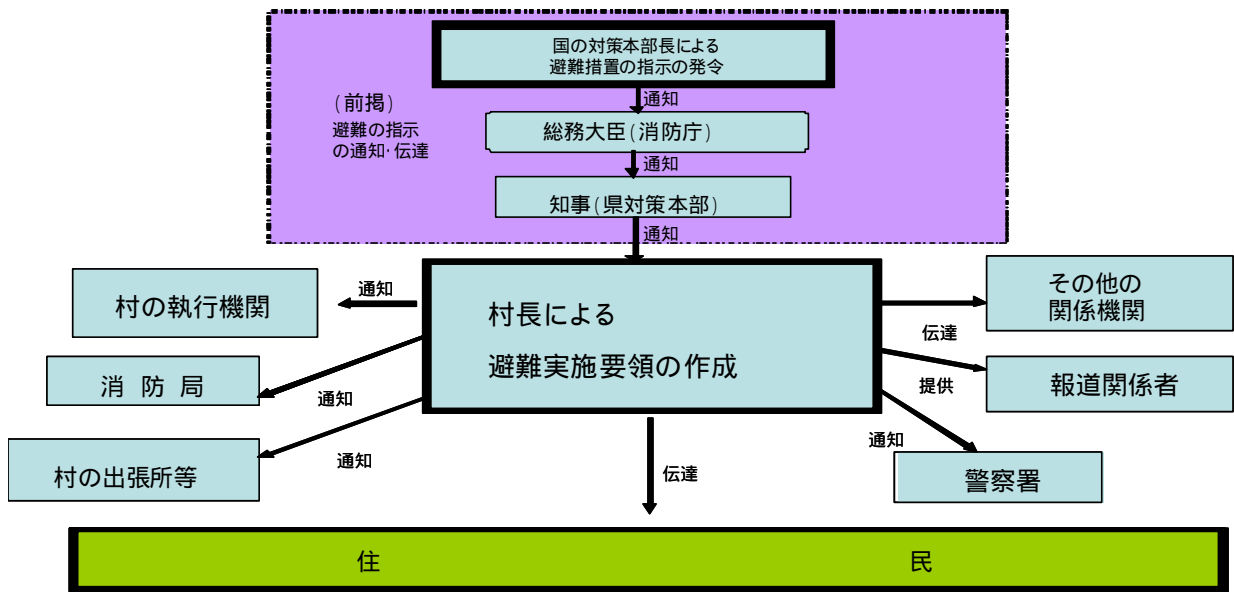 国の対策本部長による
避難措置の指示の発令
通知
(前掲)
避難の指示
の通知・伝達
総務大臣(消防庁)
通知
知事(県対策本部)
通知
村の執行機関
通知
村長による
避難実施要領の作成
その他の
関係機関
伝達
消 防 局
通知
報道関係者
提供
村の出張所等
通知
通知
警察署
伝達
住 民